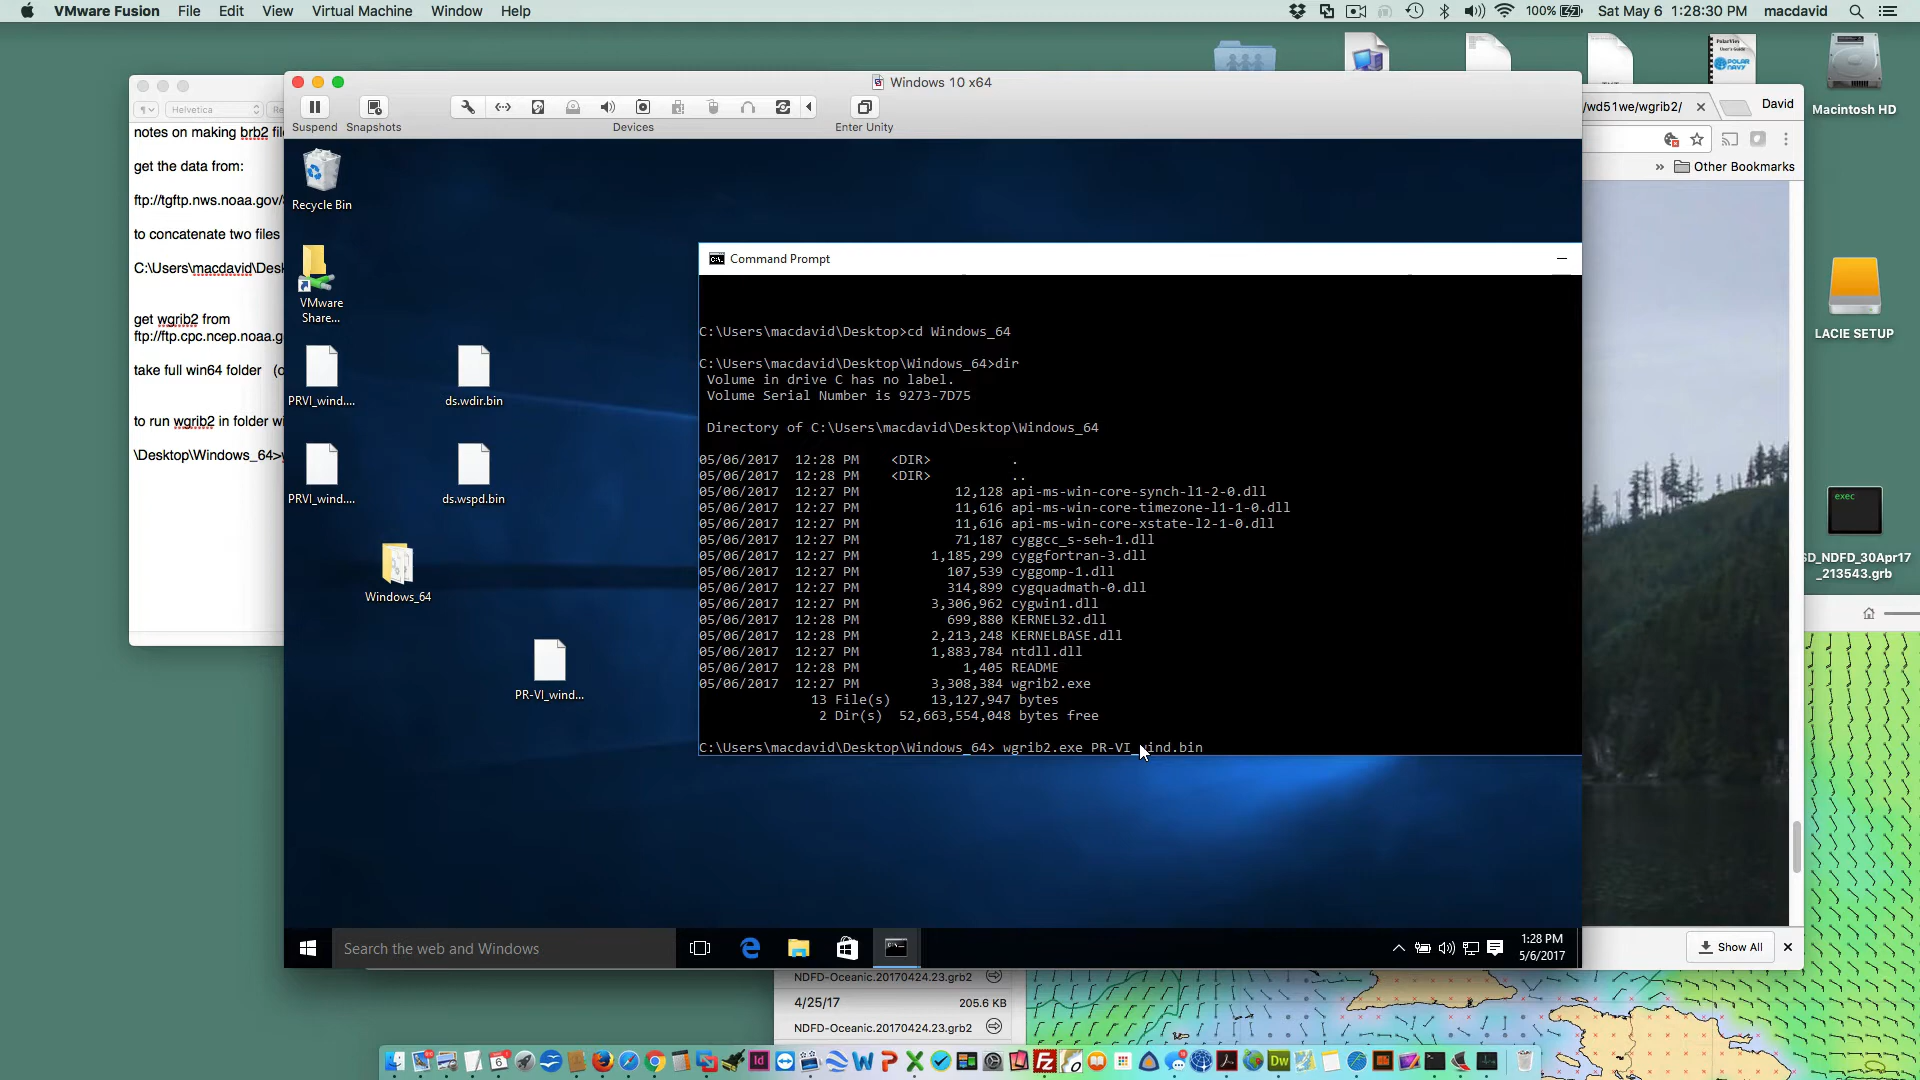 VMware Fusion File Edit View Virtual Machine Window Help
100% Sat May 6 1:28:30 PM macdavid
Windows 10 x64
Suspend Snapshots Devices Enter Unity
Helvetica
notes on making brb2
get the data from:
ftp://tgftp.nws.noaa.gov/
to concatenate two files
C:\Users\macdavid\Desk
get wgrib2 from
ftp://ftp.cpc.ncep.noaa.g
take full win64 folder
to run wgrib2 in folder
\Desktop\Windows_64>
Recycle Bin
VMware
Share...
PRVI_wind....
ds.wdir.bin
PRVI_wind....
ds.wspd.bin
Windows_64
PR-VI_wind...
Command Prompt
C:\Users\macdavid\Desktop>cd Windows_64
C:\Users\macdavid\Desktop\Windows_64>dir
Volume in drive C has no label.
Volume Serial Number is 9273-7D75
Directory of C:\Users\macdavid\Desktop\Windows_64
05/06/2017 12:28 PM <DIR> .
05/06/2017 12:28 PM <DIR> ..
05/06/2017 12:27 PM 12,128 api-ms-win-core-synch-l1-2-0.dll
05/06/2017 12:27 PM 11,616 api-ms-win-core-timezone-l1-1-0.dll
05/06/2017 12:27 PM 11,616 api-ms-win-core-xstate-l2-1-0.dll
05/06/2017 12:27 PM 71,187 cyggcc_s-seh-1.dll
05/06/2017 12:27 PM 1,185,299 cyggfortran-3.dll
05/06/2017 12:27 PM 107,539 cyggomp-1.dll
05/06/2017 12:27 PM 314,899 cygquadmath-0.dll
05/06/2017 12:27 PM 3,306,962 cygwin1.dll
05/06/2017 12:28 PM 699,880 KERNEL32.dll
05/06/2017 12:28 PM 2,213,248 KERNELBASE.dll
05/06/2017 12:27 PM 1,883,784 ntdll.dll
05/06/2017 12:28 PM 1,405 README
05/06/2017 12:27 PM 3,308,384 wgrib2.exe
13 File(s) 13,127,947 bytes
2 Dir(s) 52,663,554,048 bytes free
C:\Users\macdavid\Desktop\Windows_64> wgrib2.exe PR-VI_wind.bin
Search the web and Windows
1:28 PM
5/6/2017
/wd51we/wgrib2/
David
Other Bookmarks
Show All
Macintosh HD
LACIE SETUP
exec
SD_NDFD_30Apr17
_213543.grb
POLAR
NAVY
NDFD-Oceanic.20170424.23.grb2
4/25/17 205.6 KB
NDFD-Oceanic.20170424.23.grb2